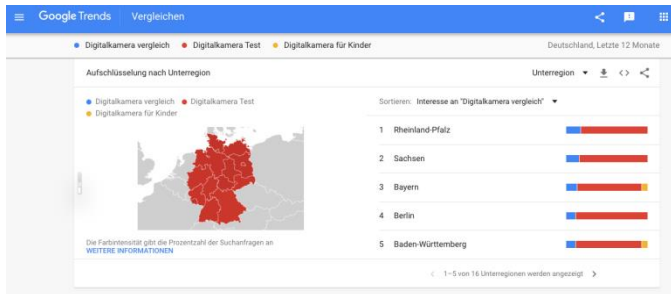 Google Trends Vergleichen
Digitalkamera vergleich Digitalkamera Test Digitalkamera für Kinder Deutschland, Letzte 12 Monate
Aufschlüsselung nach Unterregion Unterregion
Digitalkamera vergleich Digitalkamera Test
Digitalkamera für Kinder
Sortieren: Interesse an "Digitalkamera vergleich"
1 Rheinland-Pfalz
2 Sachsen
3 Bayern
4 Berlin
5 Baden-Württemberg
Die Farbintensität gibt die Prozentzahl der Suchanfragen an
WEITERE INFORMATIONEN
1–5 von 16 Unterregionen werden angezeigt